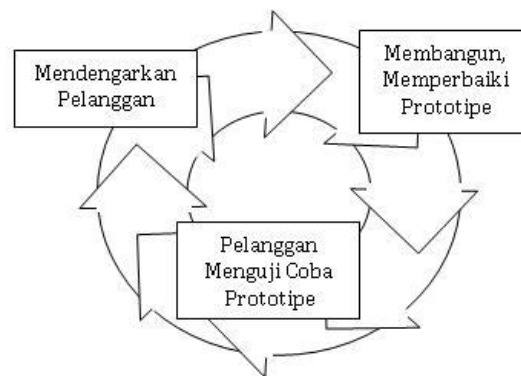 Mendengarkan
Pelanggan
Membangun,
Memperbaiki
Prototipe
Pelanggan
Menguji Coba
Prototipe